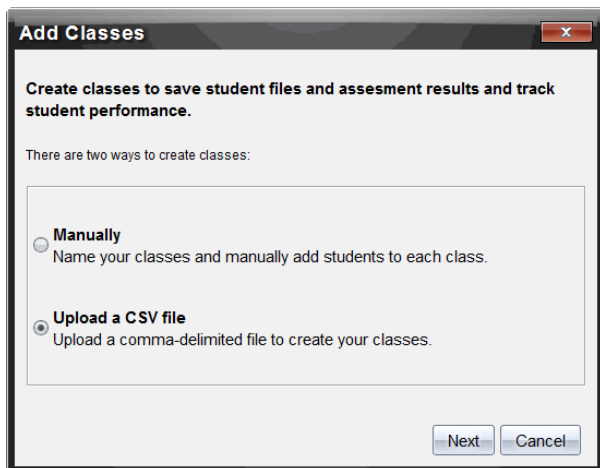 Add Classes
x
Create classes to save student files and assesment results and track
student performance.
There are two ways to create classes:
Manually
Name your classes and manually add students to each class.
Upload a CSV file
Upload a comma-delimited file to create your classes.
Next Cancel